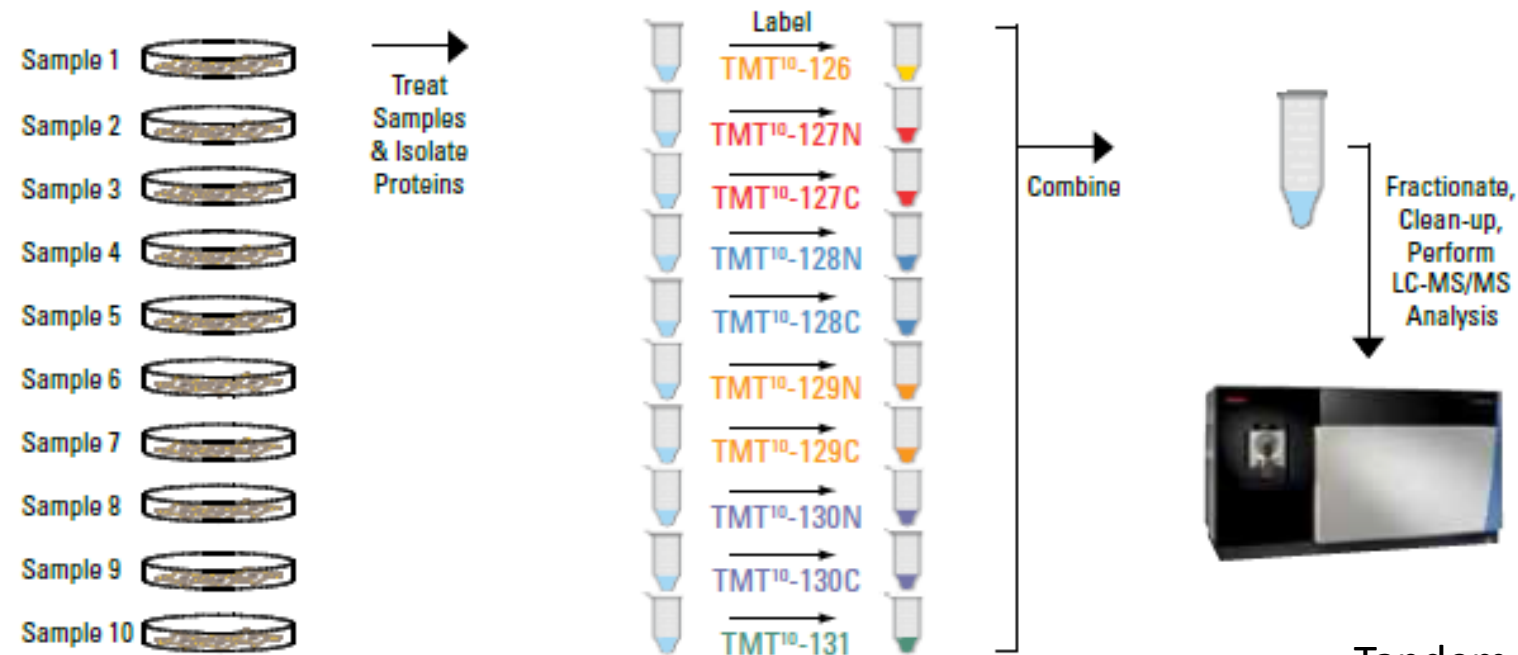 Sample 1
Sample 2
Sample 3
Sample 4
Sample 5
Sample 6
Sample 7
Sample 8
Sample 9
Sample 10
Treat
Samples
& Isolate
Proteins
Label
TMT¹⁰-126
TMT¹⁰-127N
TMT¹⁰-127C
TMT¹⁰-128N
TMT¹⁰-128C
TMT¹⁰-129N
TMT¹⁰-129C
TMT¹⁰-130N
TMT¹⁰-130C
TMT¹⁰-131
Combine
Fractionate,
Clean-up,
Perform
LC-MS/MS
Analysis
Tandem